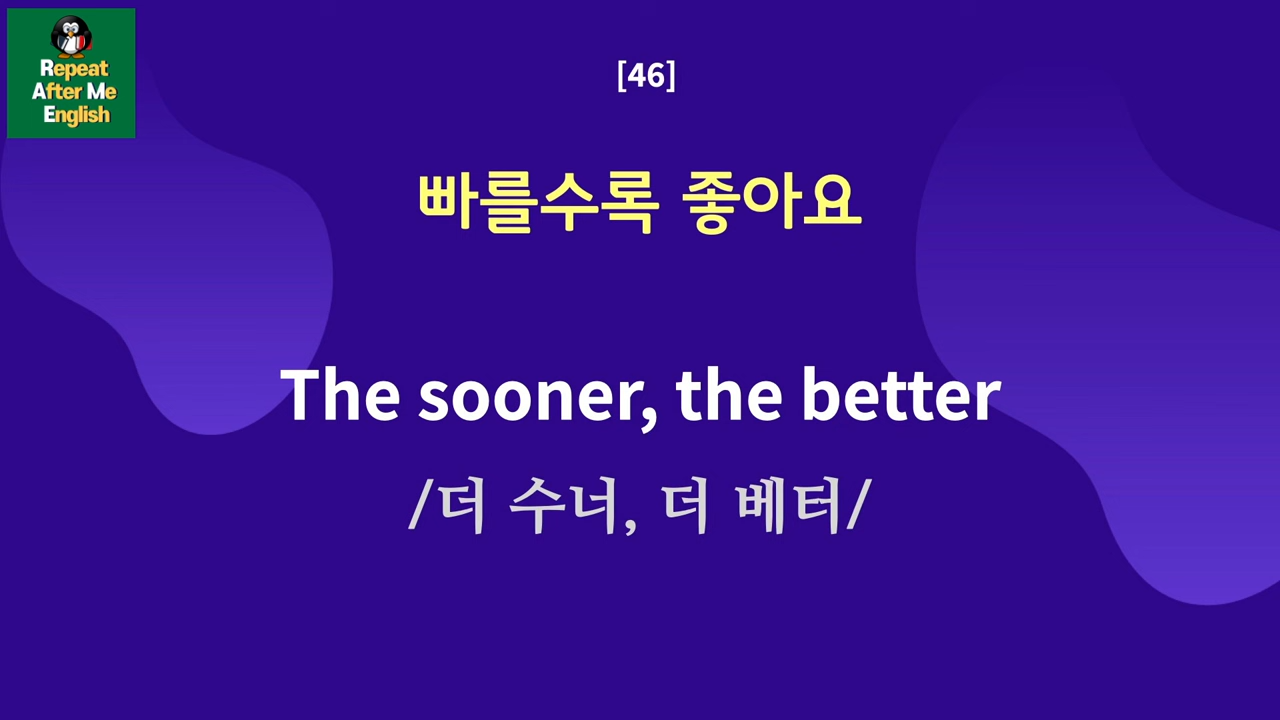 Repeat
After Me
English
[46]
빠를수록 좋아요
The sooner, the better
/더 수너, 더 베터/